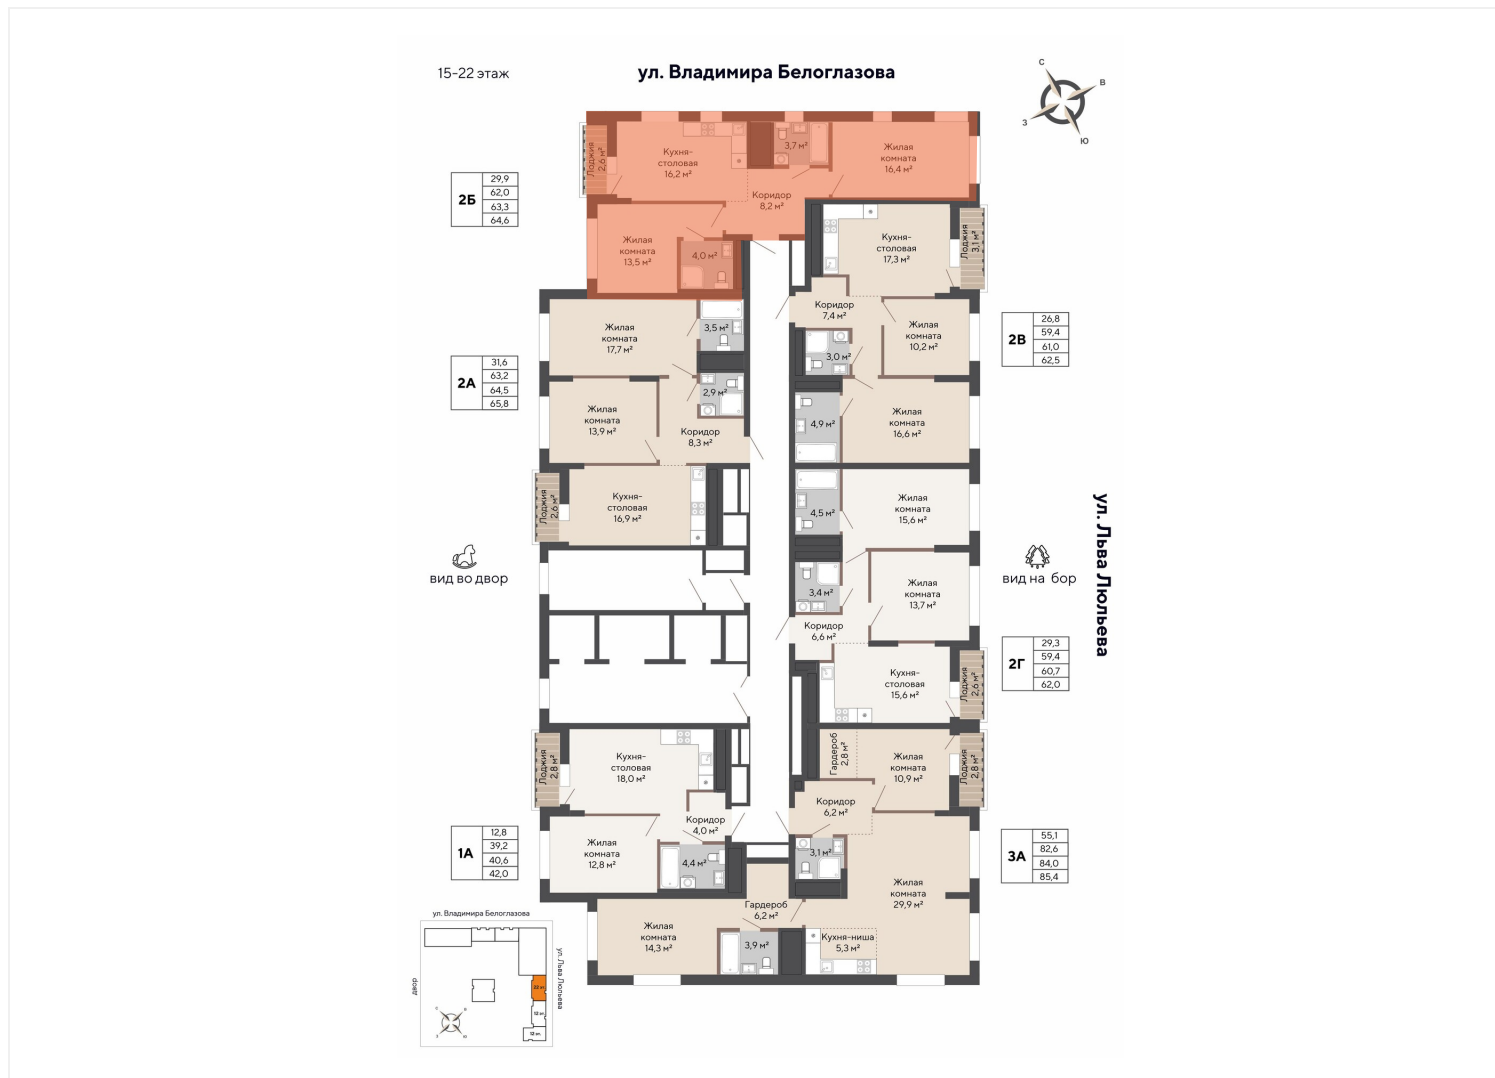 15-22 этаж
ул. Владимира Белоглазова
С
В
З
Ю
2Б
29,9
62,0
63,3
64,6
Лоджия
2,6 м²
Кухня-
столовая
16,2 м²
3,7 м²
Жилая
комната
16,4 м²
Коридор
8,2 м²
Жилая
комната
13,5 м²
4,0 м²
Кухня-
столовая
17,3 м²
Лоджия
3,1 м²
Коридор
7,4 м²
Жилая
комната
10,2 м²
3,0 м²
Жилая
комната
16,6 м²
4,9 м²
2В
26,8
59,4
61,0
62,5
2А
31,6
63,2
64,5
65,8
Жилая
комната
17,7 м²
3,5 м²
2,9 м²
Жилая
комната
13,9 м²
Коридор
8,3 м²
Лоджия
2,6 м²
Кухня-
столовая
16,9 м²
4,5 м²
Жилая
комната
15,6 м²
3,4 м²
Жилая
комната
13,7 м²
Коридор
6,6 м²
Кухня-
столовая
15,6 м²
Лоджия
2,6 м²
вид во двор
вид на бор
ул. Льва Люльева
2Г
29,3
59,4
60,7
62,0
Лоджия
2,8 м²
Кухня-
столовая
18,0 м²
Коридор
4,0 м²
Жилая
комната
12,8 м²
4,4 м²
1А
12,8
39,2
40,6
42,0
Гардероб
2,8 м²
Жилая
комната
10,9 м²
Лоджия
2,8 м²
Коридор
6,2 м²
3,1 м²
Жилая
комната
29,9 м²
Гардероб
6,2 м²
Жилая
комната
14,3 м²
3,9 м²
Кухня-ниша
5,3 м²
3А
55,1
82,6
84,0
85,4
ул. Владимира Белоглазова
ул. Льва Люльева
двор
22 эт.
12 эт.
12 эт.